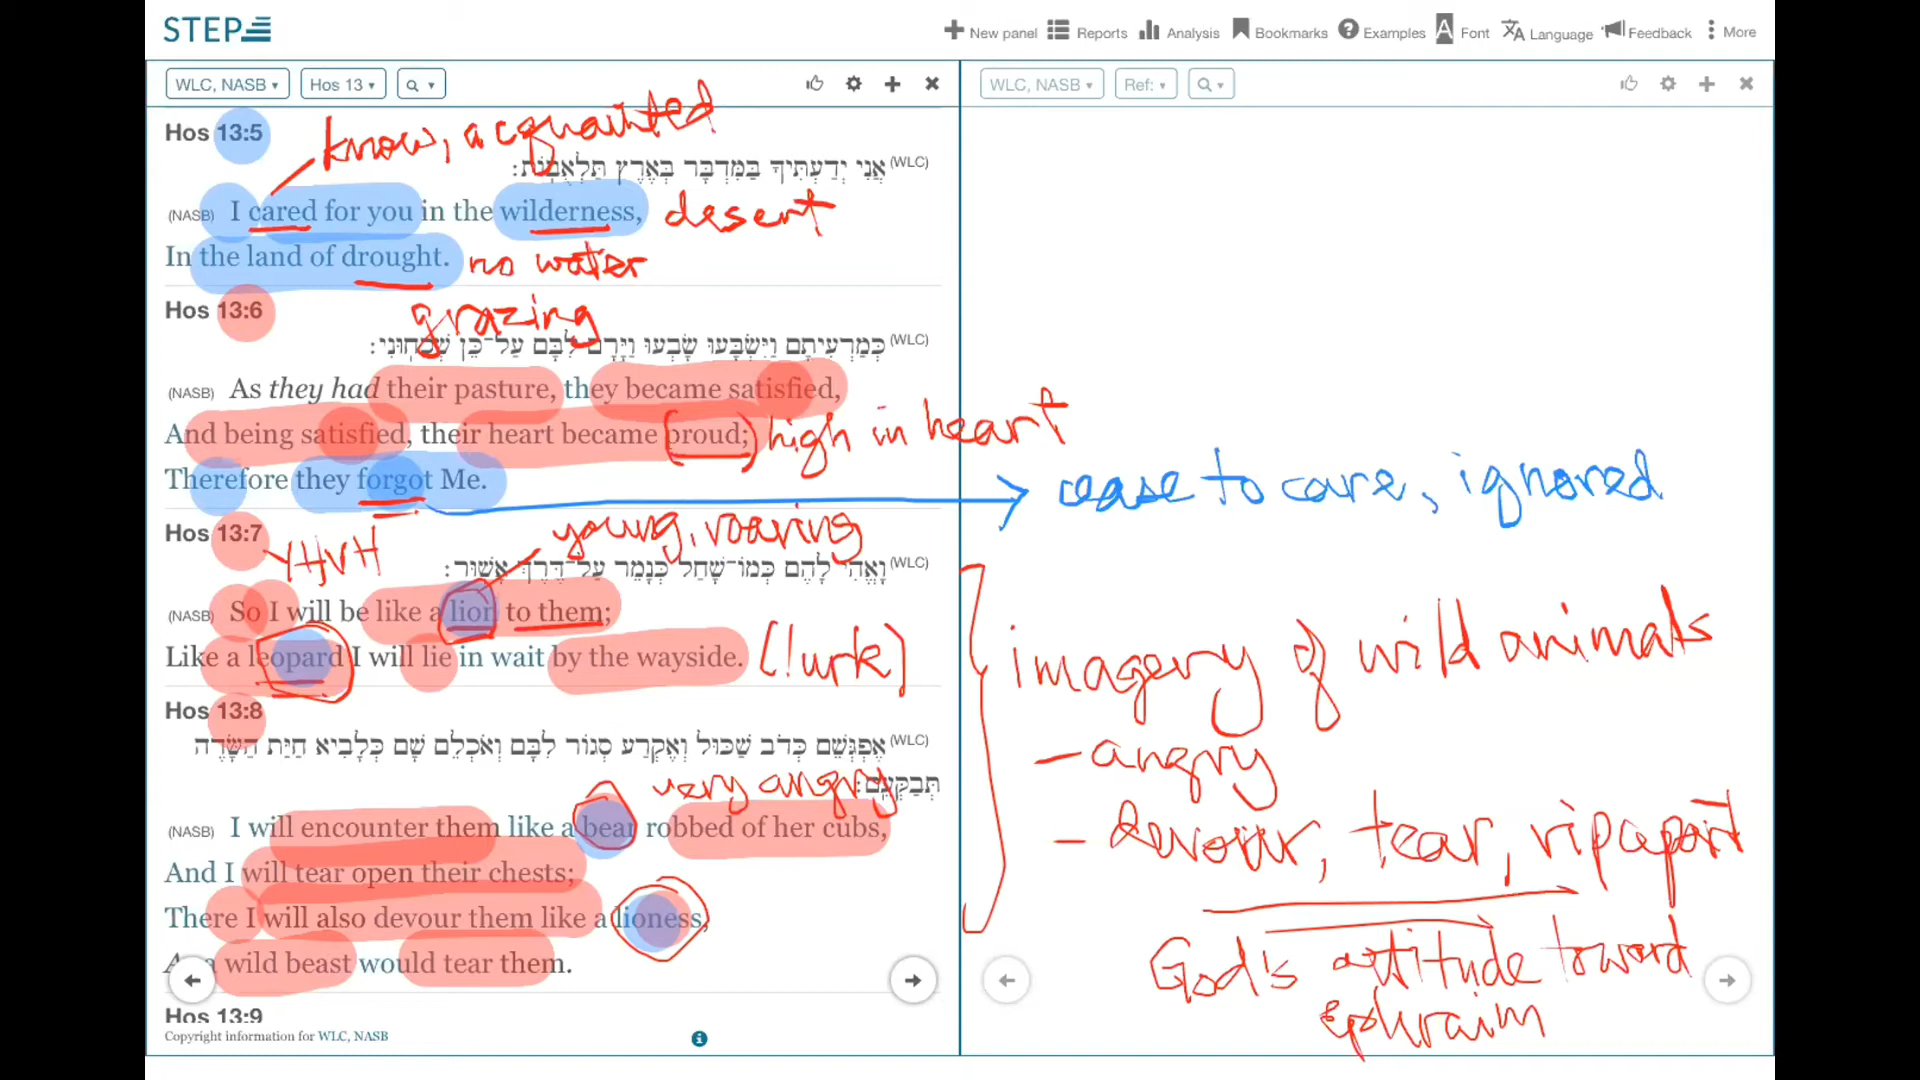 STEP
New panel Reports Analysis Bookmarks Examples A Font Language Feedback More
WLC, NASB Hos 13
WLC, NASB Ref:
Hos 13:5
know, acquainted
אֲנִי יְדַעְתִּיךָ בַּמִּדְבָּר בְּאֶרֶץ תַּלְאֻבוֹת׃ (WLC)
(NASB) I cared for you in the wilderness, desert
In the land of drought. no water
Hos 13:6
grazing
כְּמַרְעִיתָם וַיִּשְׂבָּעוּ שָׂבְעוּ וַיָּרָם לִבָּם עַל־כֵּן שְׁכֵחוּנִי׃ (WLC)
(NASB) As they had their pasture, they became satisfied,
And being satisfied, their heart became (proud;) high in heart
Therefore they forgot Me.
cease to care, ignored
Hos 13:7
YHVH
young, roaring
וָאֱהִי לָהֶם כְּמוֹ־שָׁחַל כְּנָמֵר עַל־דֶּרֶךְ אָשׁוּר׃ (WLC)
(NASB) So I will be like a lion to them;
Like a leopard I will lie in wait by the wayside. (lurk)
Hos 13:8
אֶפְגְּשֵׁם כְּדֹב שַׁכּוּל וְאֶקְרַע סְגוֹר לִבָּם וְאֹכְלֵם שָׁם כְּלָבִיא חַיַּת הַשָּׂדֶה (WLC)
תְּבַקְּעֵם׃
very angry
(NASB) I will encounter them like a bear robbed of her cubs,
And I will tear open their chests;
There I will also devour them like a lioness,
wild beast would tear them.
Hos 13:9
Copyright information for WLC, NASB
imagery of wild animals
- angry
- devour, tear, rip apart
God's attitude toward
Ephraim